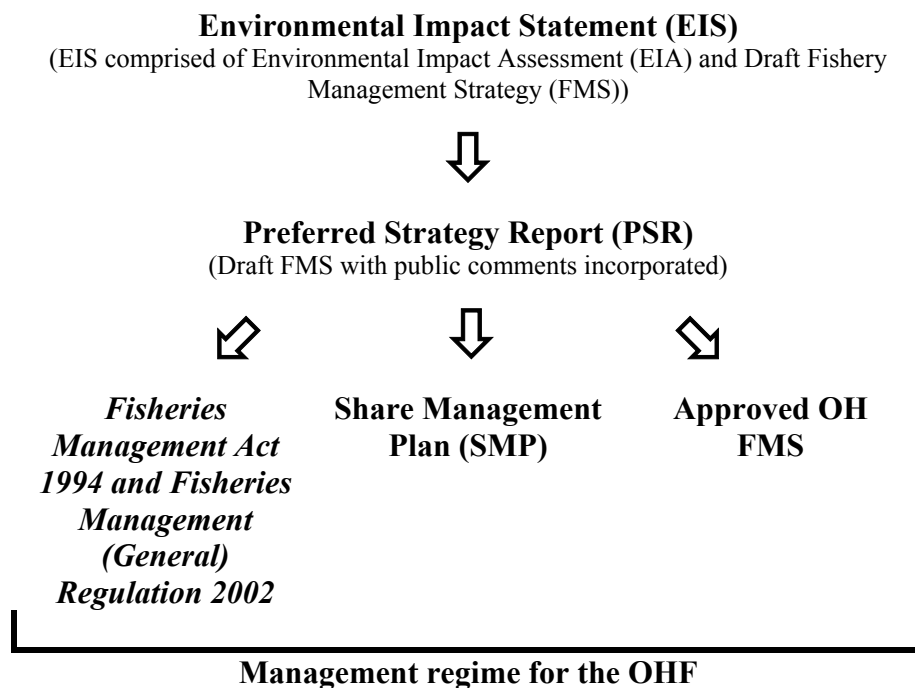 Environmental Impact Statement (EIS)
(EIS comprised of Environmental Impact Assessment (EIA) and Draft Fishery
Management Strategy (FMS))
Preferred Strategy Report (PSR)
(Draft FMS with public comments incorporated)
Fisheries
Management Act
1994 and Fisheries
Management
(General)
Regulation 2002
Share Management
Plan (SMP)
Approved OH
FMS
Management regime for the OHF